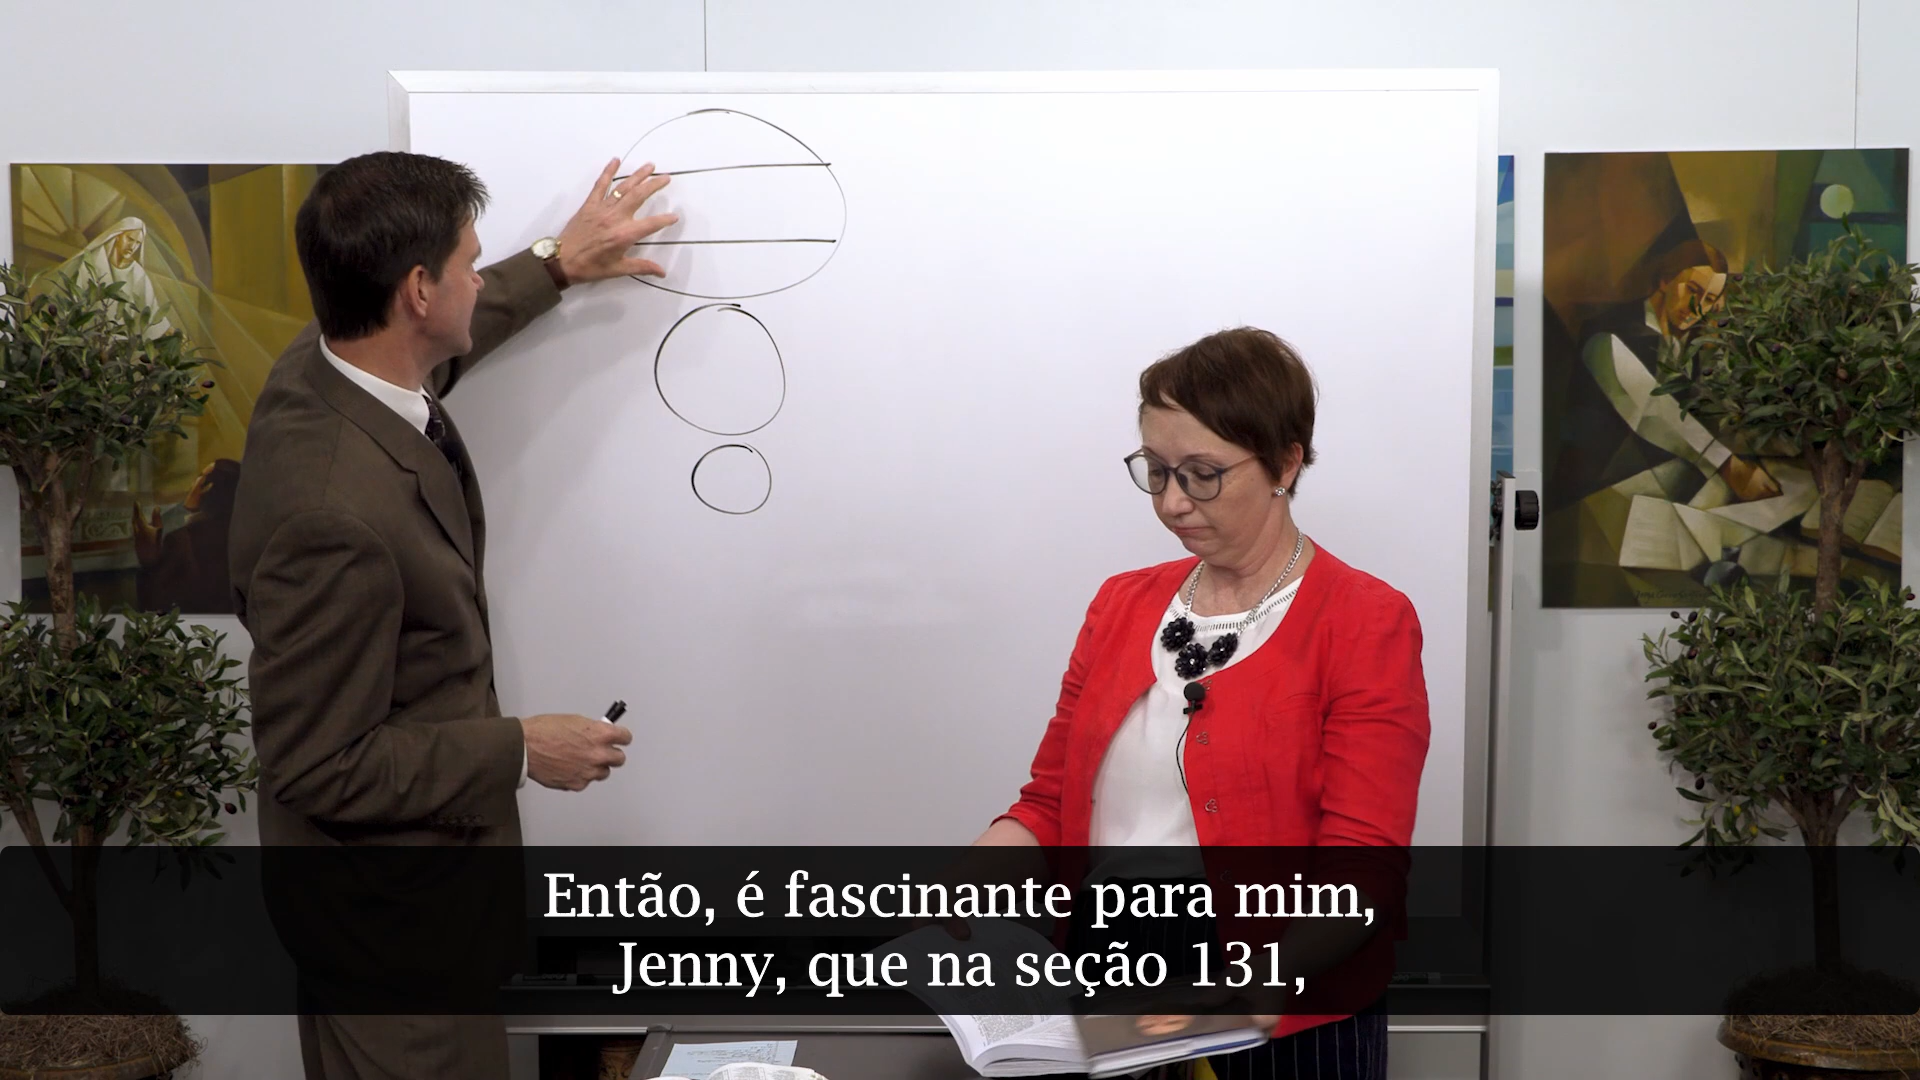 Então, é fascinante para mim,
Jenny, que na seção 131,